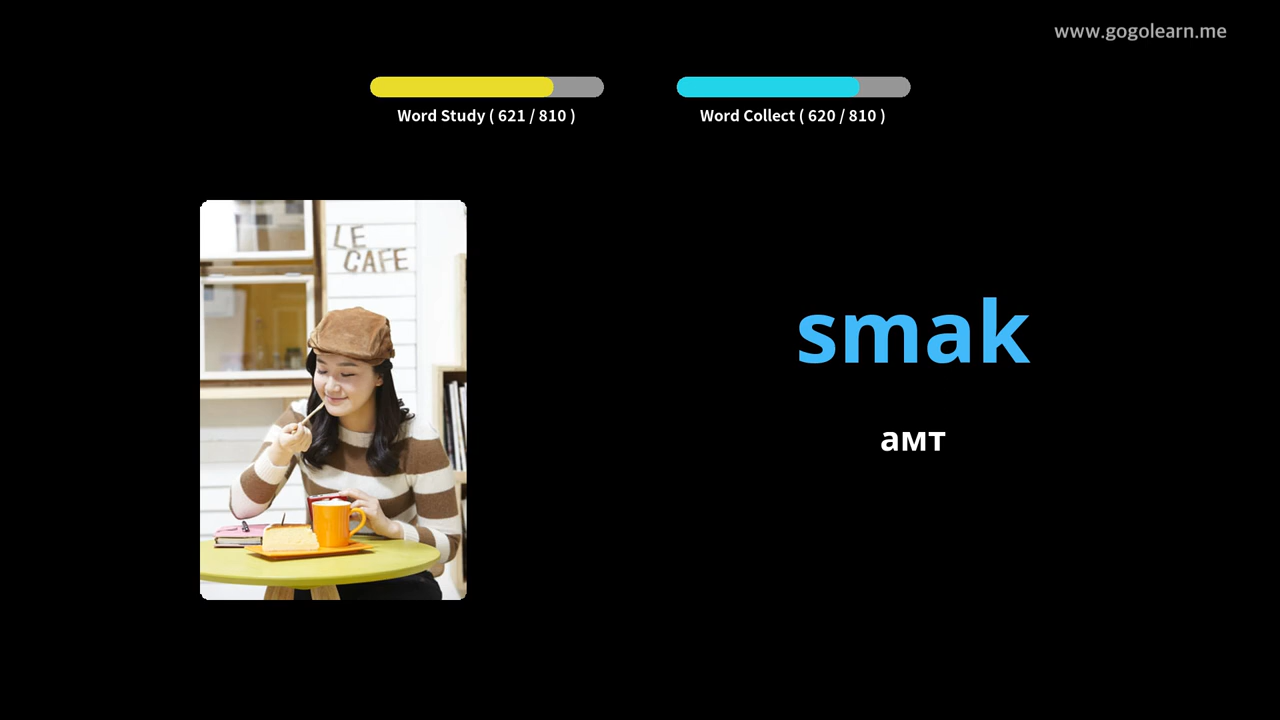 www.gogolearn.me
Word Study ( 621 / 810 )
Word Collect ( 620 / 810 )
LE
CAFE
smak
амт